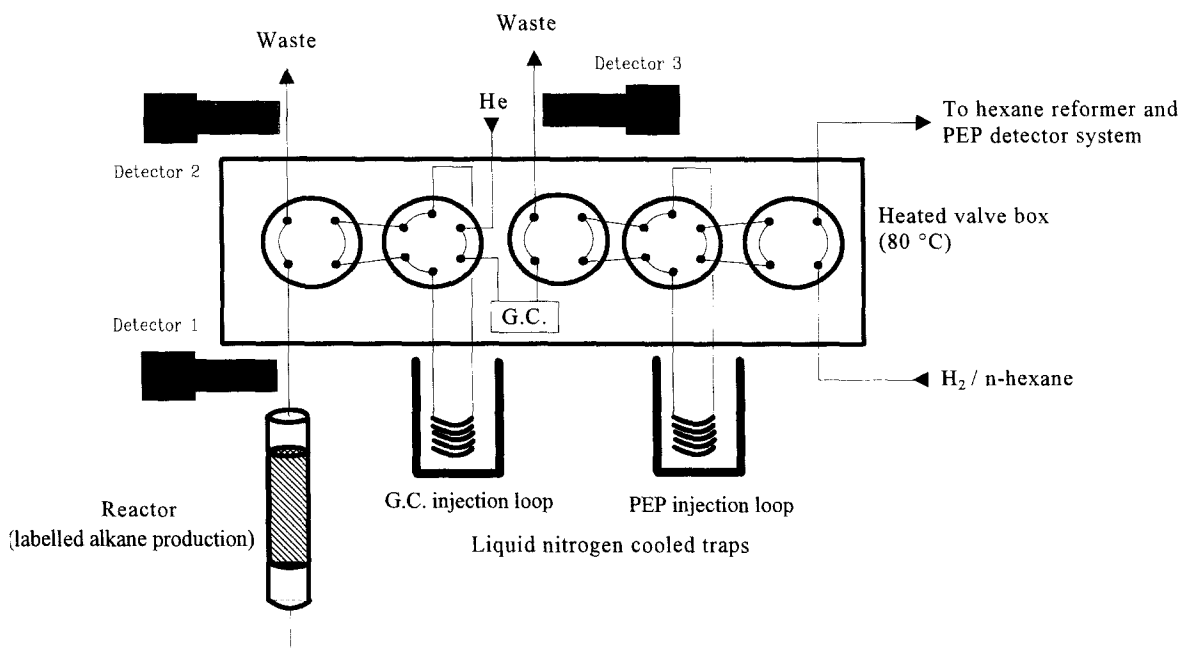 Waste
Waste
Detector 3
He
To hexane reformer and
PEP detector system
Detector 2
Heated valve box
(80 °C)
G.C.
Detector 1
H₂ / n-hexane
Reactor
(labelled alkane production)
G.C. injection loop
PEP injection loop
Liquid nitrogen cooled traps